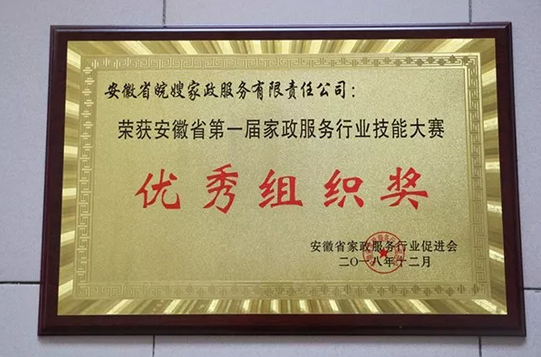 安徽省皖嫂家政服务有限责任公司：
荣获安徽省第一届家政服务行业技能大赛
优秀组织奖
安徽省家政服务行业促进会
二〇一八年十二月